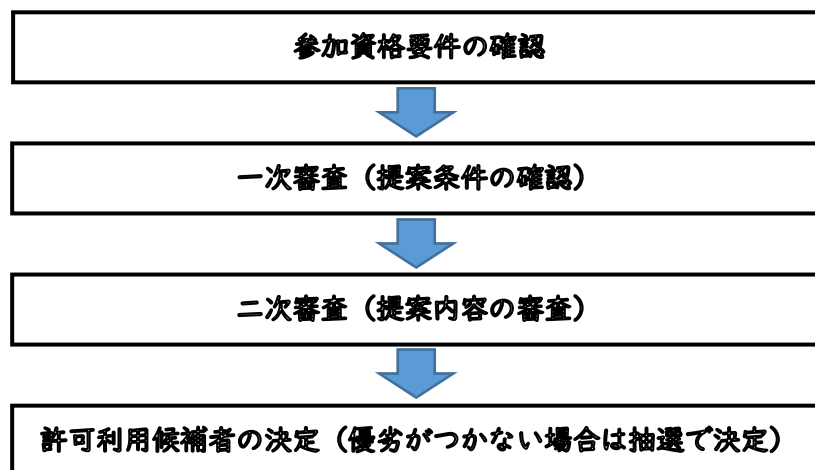 参加資格要件の確認
一次審査（提案条件の確認）
二次審査（提案内容の審査）
許可利用候補者の決定（優劣がつかない場合は抽選で決定）